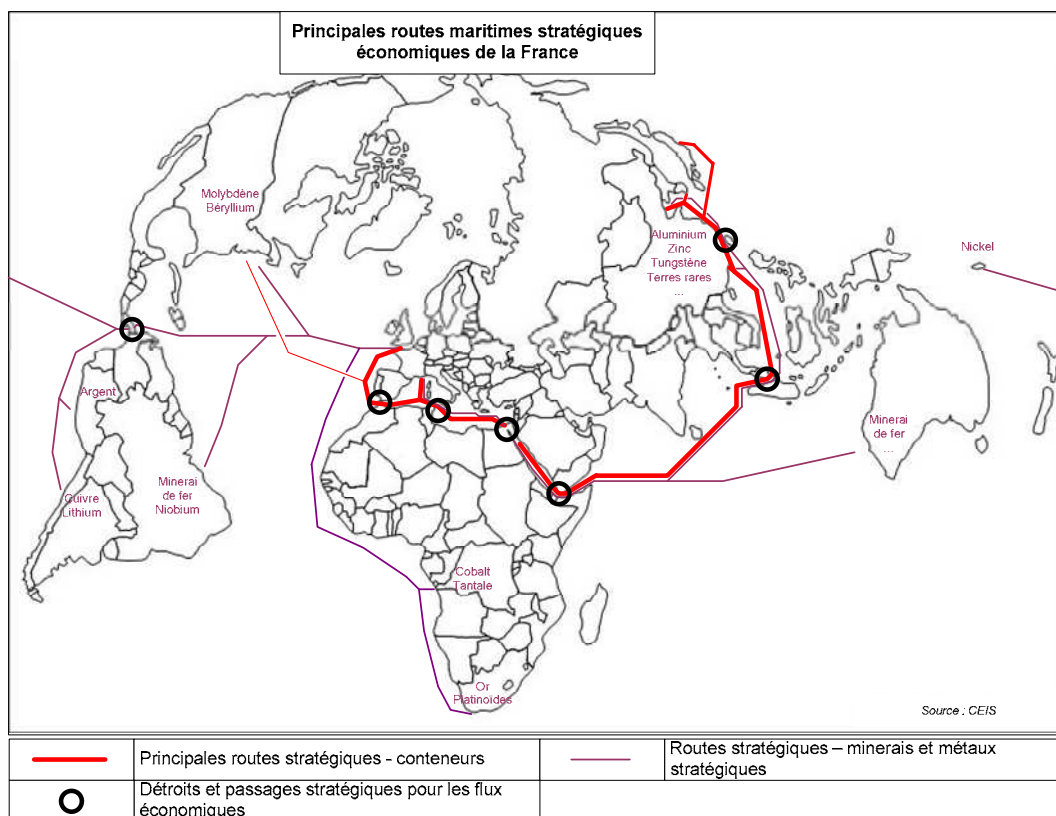 Principales routes maritimes stratégiques
économiques de la France
Molybdène
Béryllium
Aluminium
Zinc
Tungstène
Terres rares
...
Nickel
Argent
Minerai
de fer
...
Cuivre
Lithium
Minerai
de fer
Niobium
Cobalt
Tantale
Or
Platinoïdes
Source : CEIS
Principales routes stratégiques - conteneurs
Routes stratégiques – minerais et métaux
stratégiques
Détroits et passages stratégiques pour les flux
économiques